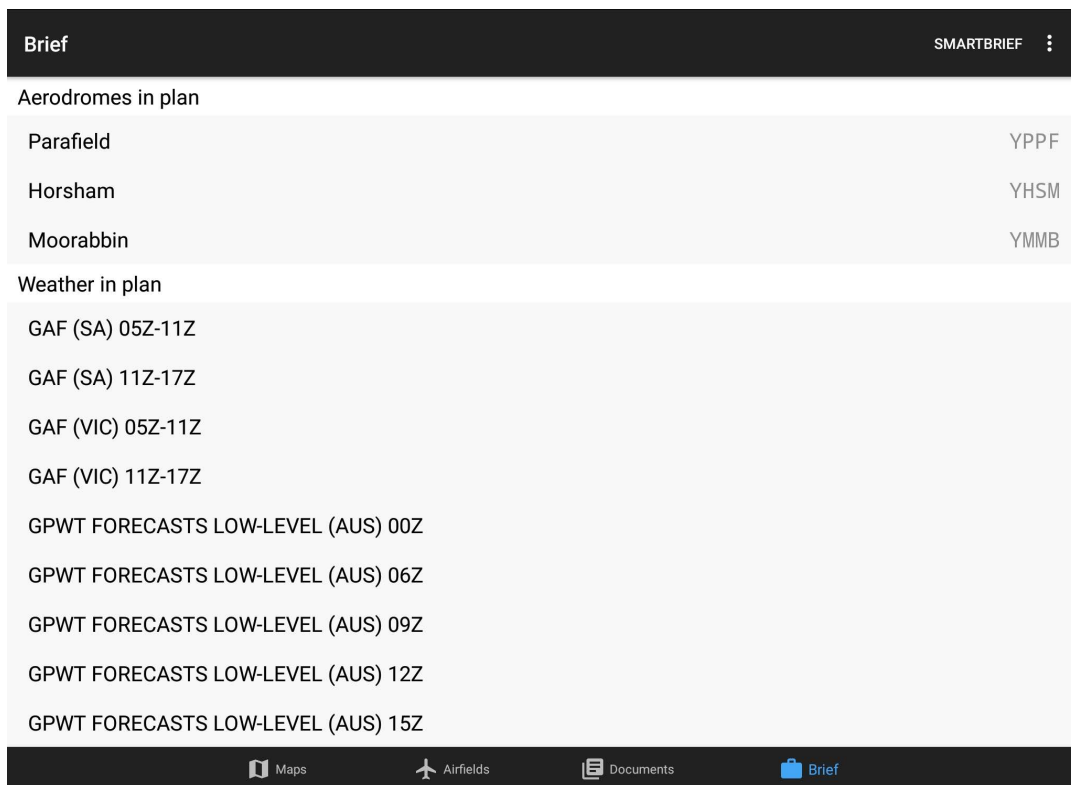 Brief SMARTBRIEF
Aerodromes in plan
Parafield YPPF
Horsham YHSM
Moorabbin YMMB
Weather in plan
GAF (SA) 05Z-11Z
GAF (SA) 11Z-17Z
GAF (VIC) 05Z-11Z
GAF (VIC) 11Z-17Z
GPWT FORECASTS LOW-LEVEL (AUS) 00Z
GPWT FORECASTS LOW-LEVEL (AUS) 06Z
GPWT FORECASTS LOW-LEVEL (AUS) 09Z
GPWT FORECASTS LOW-LEVEL (AUS) 12Z
GPWT FORECASTS LOW-LEVEL (AUS) 15Z
Maps Airfields Documents Brief